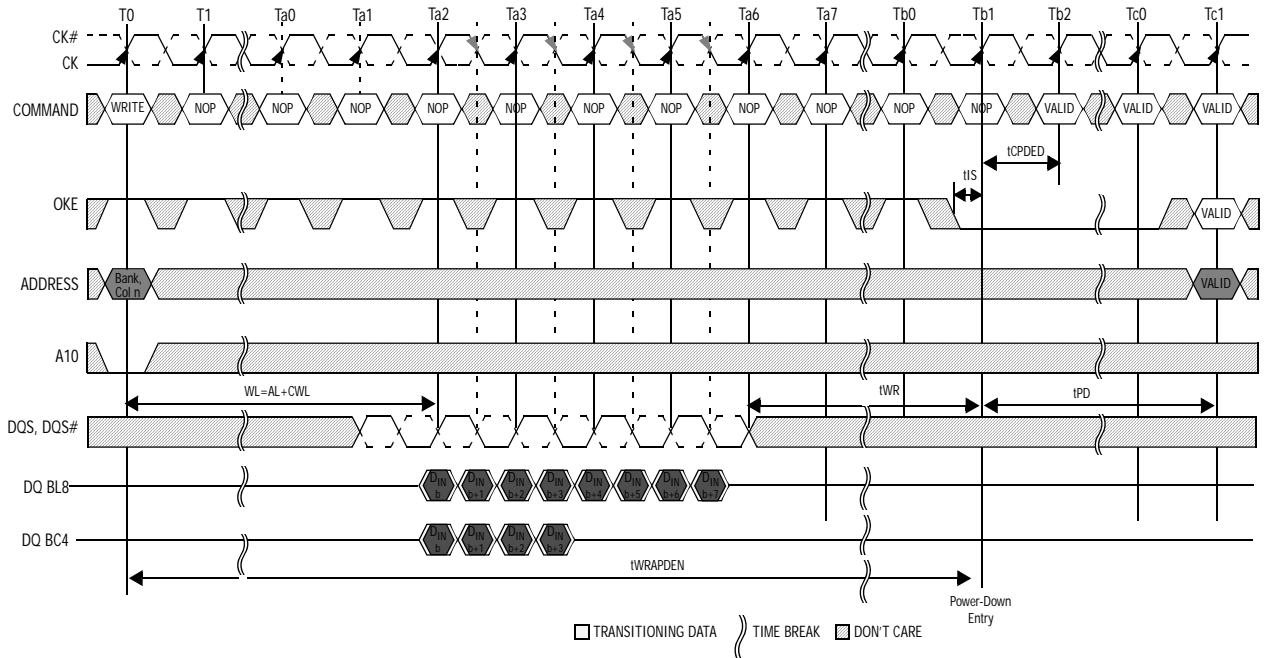 T0 T1 Ta0 Ta1 Ta2 Ta3 Ta4 Ta5 Ta6 Ta7 Tb0 Tb1 Tb2 Tc0 Tc1
CK#
CK
COMMAND WRITE NOP NOP NOP NOP NOP NOP NOP NOP NOP NOP NOP VALID VALID VALID
tCPDED
tIS
OKE VALID
ADDRESS Bank, Col n VALID
A10
WL=AL+CWL tWR tPD
DQS, DQS#
DQ BL8 DIN b DIN b+1 DIN b+2 DIN b+3 DIN b+4 DIN b+5 DIN b+6 DIN b+7
DQ BC4 DIN b DIN b+1 DIN b+2 DIN b+3
tWRAPDEN
Power-Down
Entry
TRANSITIONING DATA TIME BREAK DON'T CARE